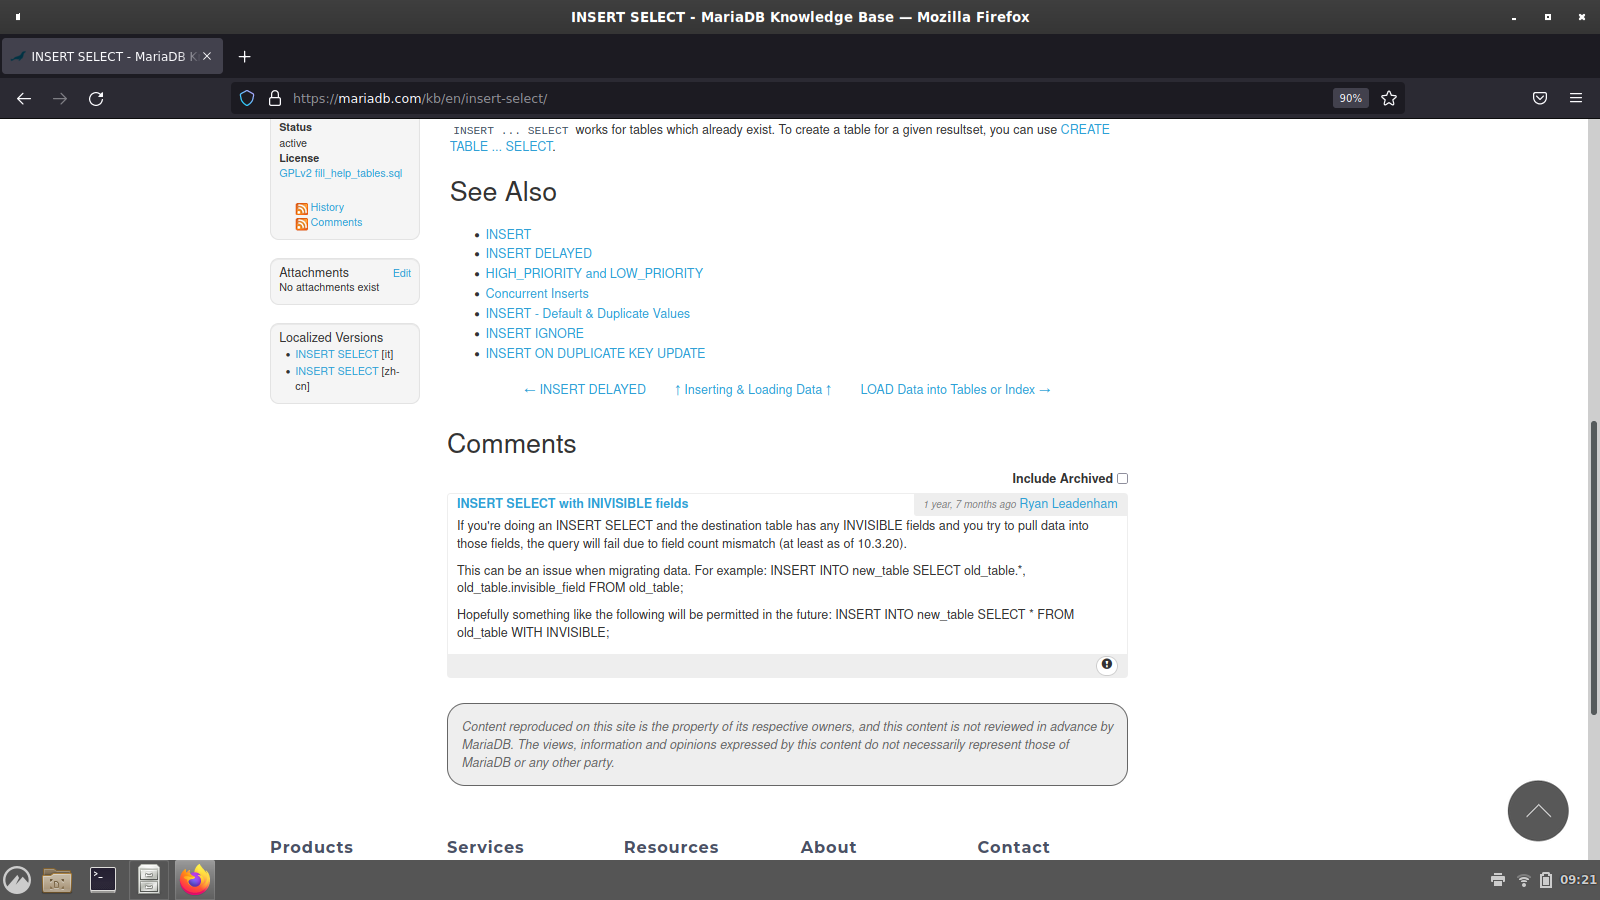 INSERT SELECT - MariaDB Knowledge Base — Mozilla Firefox
INSERT SELECT - MariaDB K
https://mariadb.com/kb/en/insert-select/
90%
Status
active
License
GPLv2 fill_help_tables.sql
History
Comments
Attachments
Edit
No attachments exist
Localized Versions
• INSERT SELECT [it]
• INSERT SELECT [zh-
cn]
INSERT ... SELECT works for tables which already exist. To create a table for a given resultset, you can use CREATE
TABLE ... SELECT.
See Also
• INSERT
• INSERT DELAYED
• HIGH_PRIORITY and LOW_PRIORITY
• Concurrent Inserts
• INSERT - Default & Duplicate Values
• INSERT IGNORE
• INSERT ON DUPLICATE KEY UPDATE
← INSERT DELAYED
↑ Inserting & Loading Data ↑
LOAD Data into Tables or Index →
Comments
Include Archived
INSERT SELECT with INIVISIBLE fields
1 year, 7 months ago Ryan Leadenham
If you're doing an INSERT SELECT and the destination table has any INVISIBLE fields and you try to pull data into
those fields, the query will fail due to field count mismatch (at least as of 10.3.20).
This can be an issue when migrating data. For example: INSERT INTO new_table SELECT old_table.*,
old_table.invisible_field FROM old_table;
Hopefully something like the following will be permitted in the future: INSERT INTO new_table SELECT * FROM
old_table WITH INVISIBLE;
Content reproduced on this site is the property of its respective owners, and this content is not reviewed in advance by
MariaDB. The views, information and opinions expressed by this content do not necessarily represent those of
MariaDB or any other party.
Products
Services
Resources
About
Contact
09:21